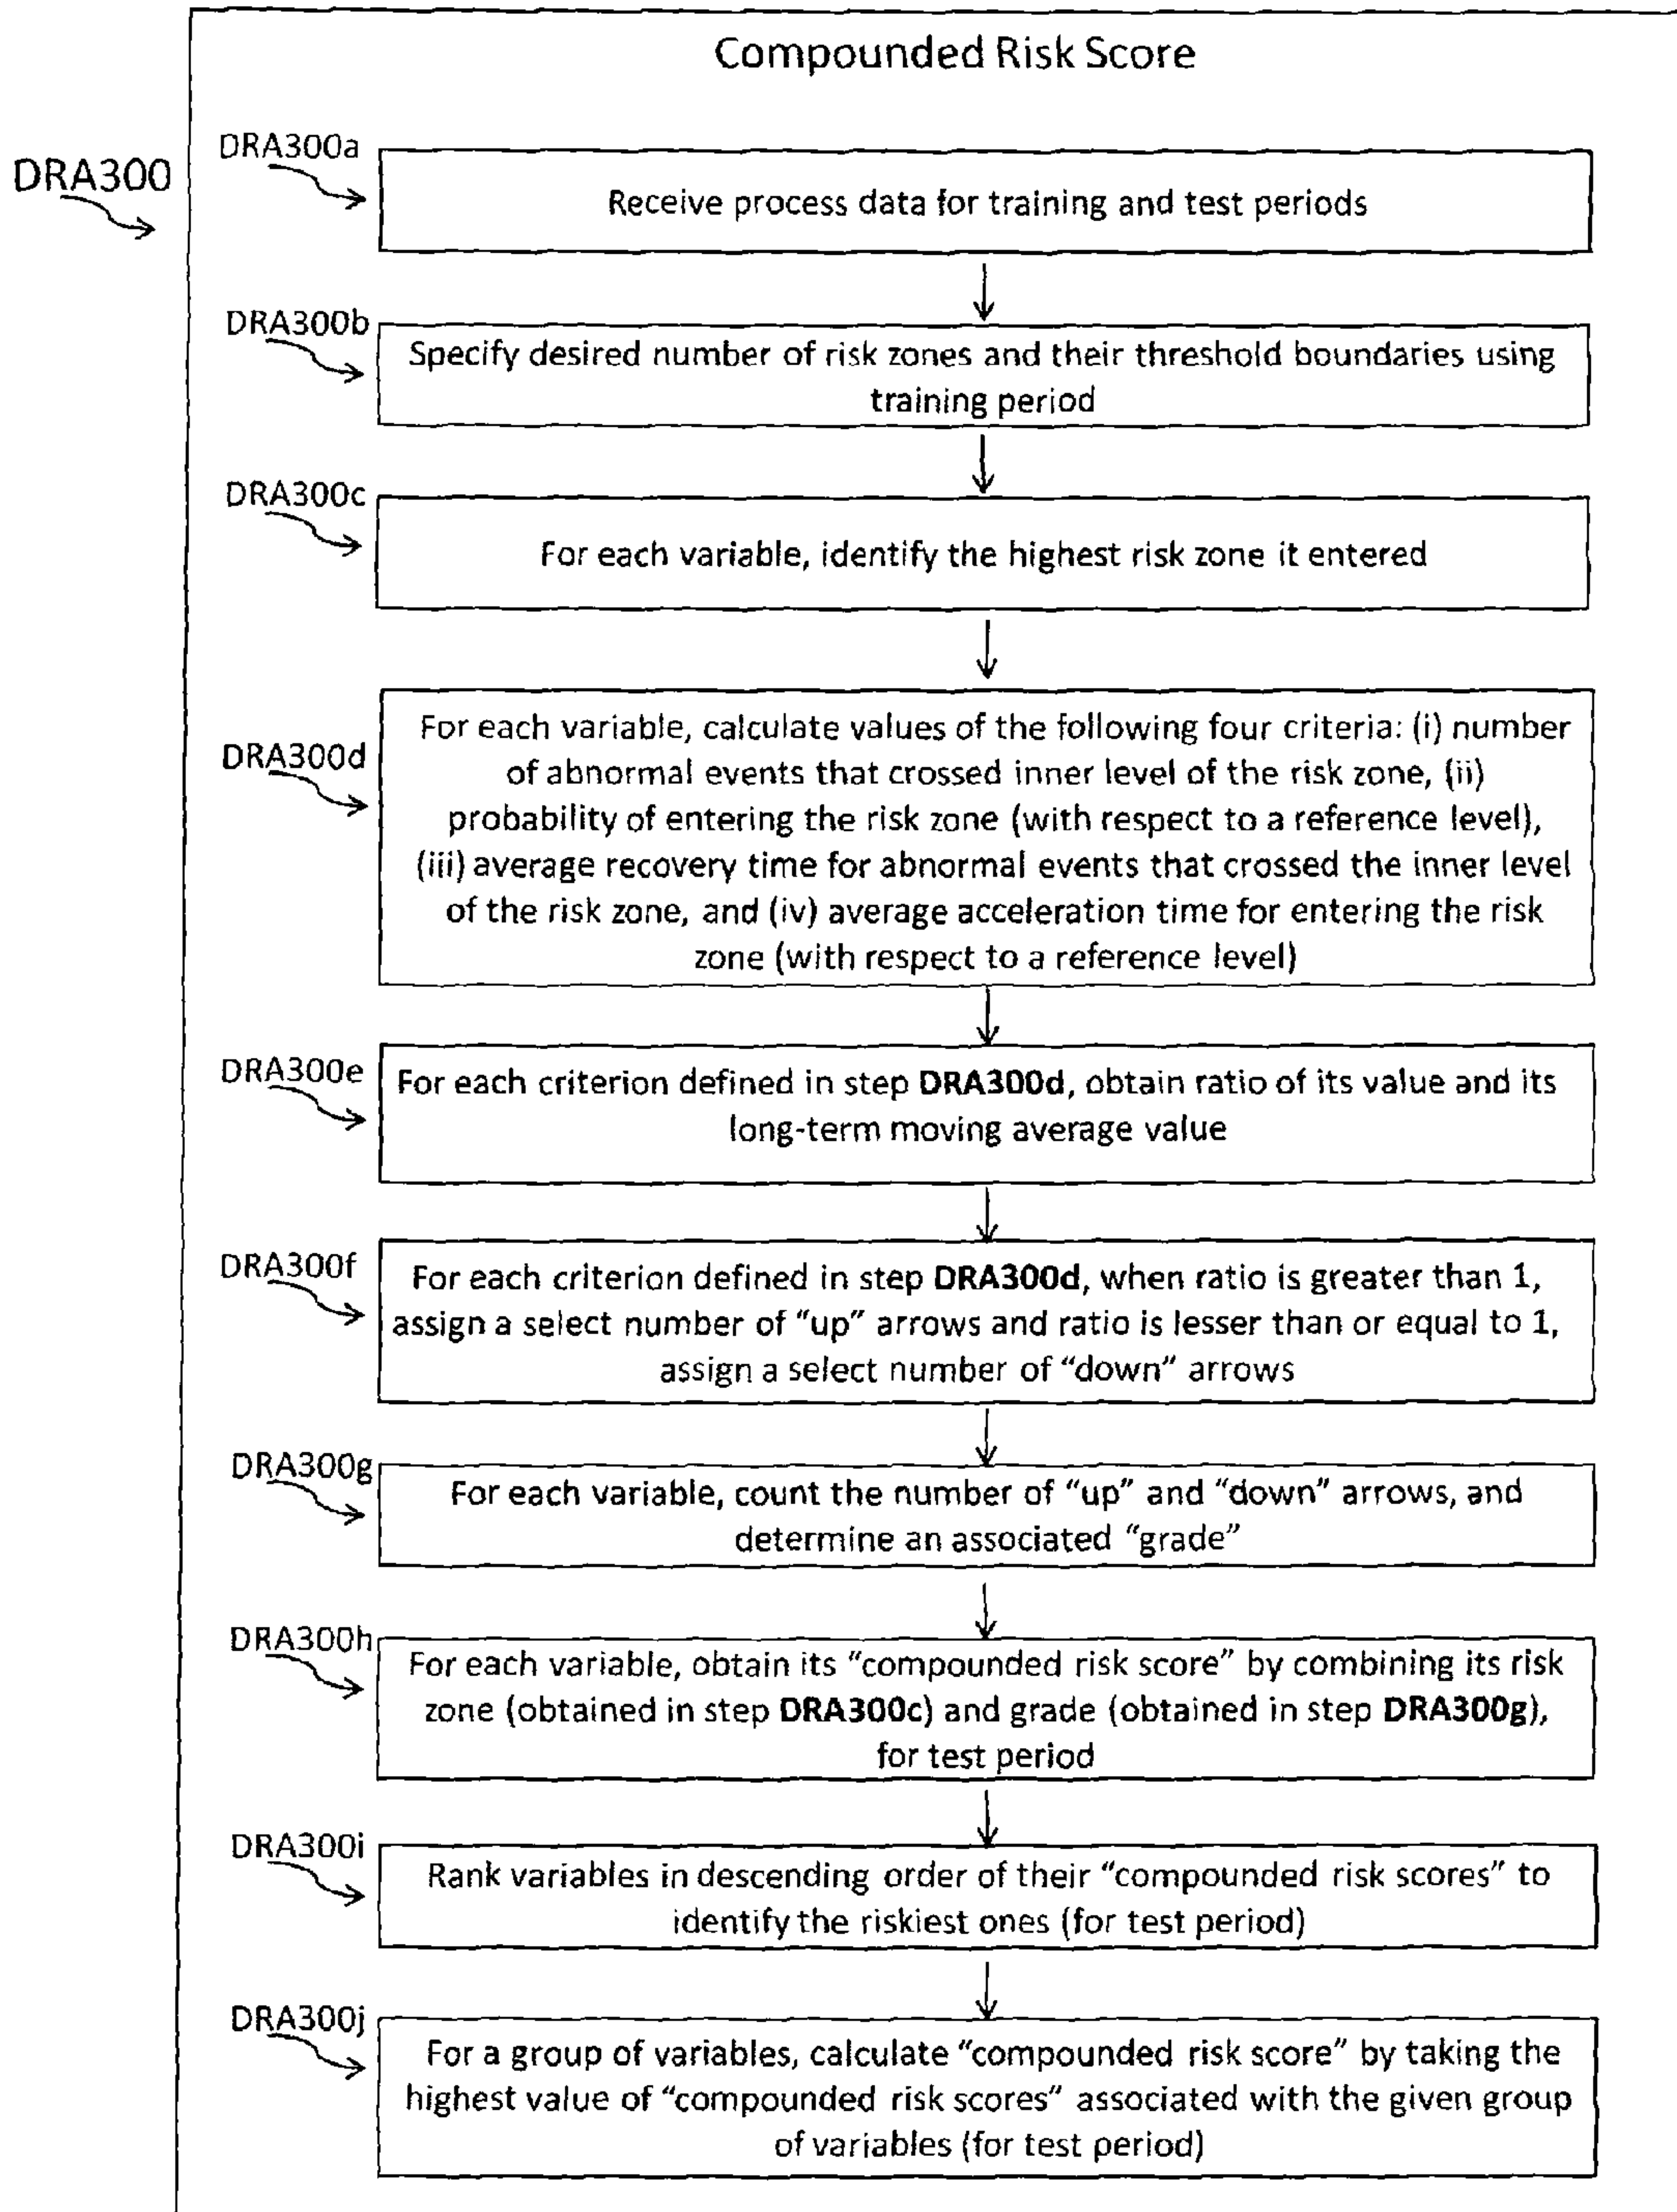 Compounded Risk Score
DRA300
DRA300a
Receive process data for training and test periods
DRA300b
Specify desired number of risk zones and their threshold boundaries using
training period
DRA300c
For each variable, identify the highest risk zone it entered
DRA300d
For each variable, calculate values of the following four criteria: (i) number
of abnormal events that crossed inner level of the risk zone, (ii)
probability of entering the risk zone (with respect to a reference level),
(iii) average recovery time for abnormal events that crossed the inner level
of the risk zone, and (iv) average acceleration time for entering the risk
zone (with respect to a reference level)
DRA300e
For each criterion defined in step DRA300d, obtain ratio of its value and its
long-term moving average value
DRA300f
For each criterion defined in step DRA300d, when ratio is greater than 1,
assign a select number of “up” arrows and ratio is lesser than or equal to 1,
assign a select number of “down” arrows
DRA300g
For each variable, count the number of “up” and “down” arrows, and
determine an associated “grade”
DRA300h
For each variable, obtain its “compounded risk score” by combining its risk
zone (obtained in step DRA300c) and grade (obtained in step DRA300g),
for test period
DRA300i
Rank variables in descending order of their “compounded risk scores” to
identify the riskiest ones (for test period)
DRA300j
For a group of variables, calculate “compounded risk score” by taking the
highest value of “compounded risk scores” associated with the given group
of variables (for test period)